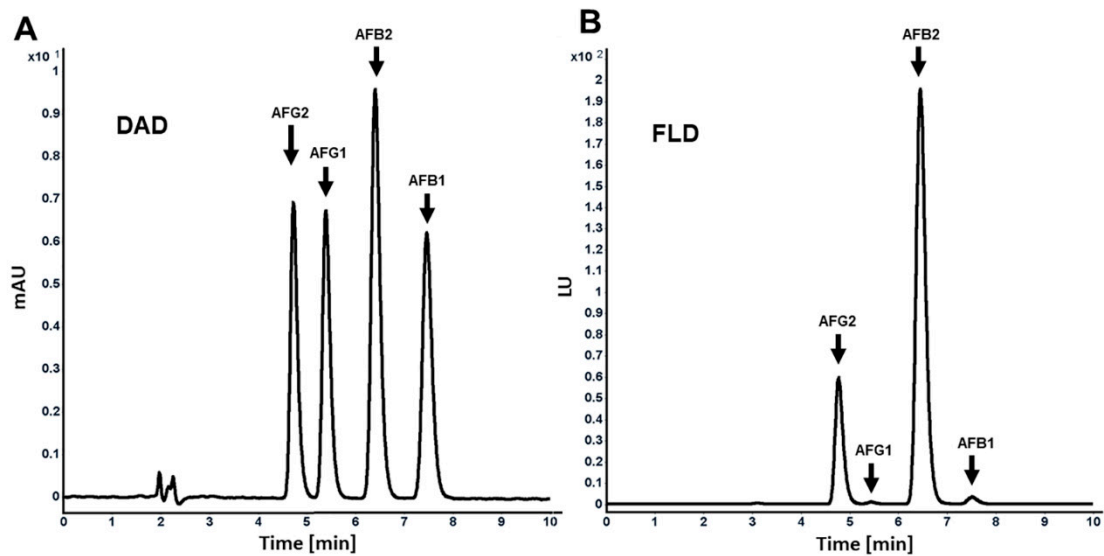 A
x10 1
1
0.9
0.8
0.7
0.6
0.5
0.4
0.3
0.2
0.1
0
mAU
DAD
AFG2
AFG1
AFB2
AFB1
0 1 2 3 4 5 6 7 8 9 10
Time [min]
B
x10 2
2
1.9
1.8
1.7
1.6
1.5
1.4
1.3
1.2
1.1
1
0.9
0.8
0.7
0.6
0.5
0.4
0.3
0.2
0.1
0
LU
FLD
AFG2
AFG1
AFB2
AFB1
0 1 2 3 4 5 6 7 8 9 10
Time [min]